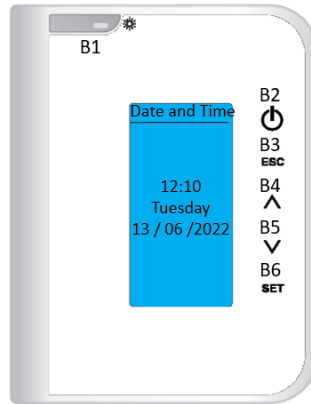 B1
Date and Time
12:10
Tuesday
13 / 06 /2022
B2
B3
ESC
B4
B5
B6
SET